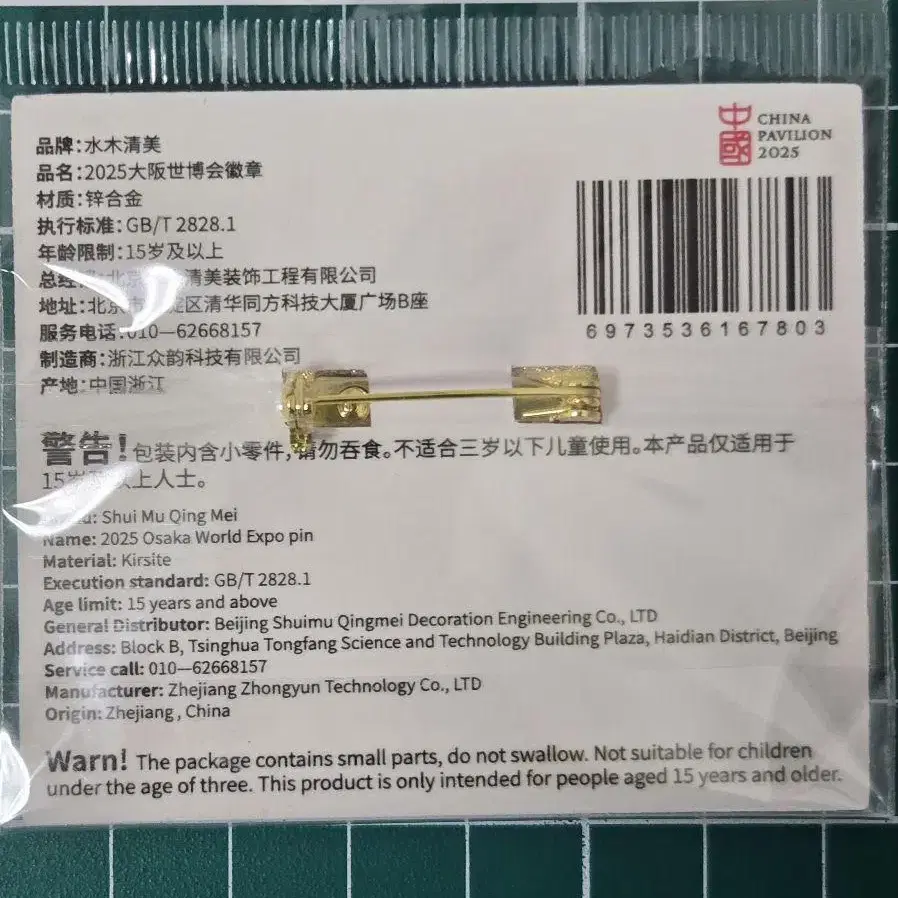 中國
CHINA
PAVILION
2025
品牌:水木清美
品名:2025大阪世博会徽章
材质:锌合金
执行标准:GB/T 2828.1
年龄限制:15岁及以上
清美装饰工程有限公司
地址:北京 区清华同方科技大厦广场B座
服务电话:010—62668157
制造商:浙江众韵科技有限公司
产地:中国浙江
6973536167803
警告!包装内含小零件,请勿吞食。不适合三岁以下儿童使用。本产品仅适用于
15 上人士。
Shui Mu Qing Mei
Name: 2025 Osaka World Expo pin
Material: Kirsite
Execution standard: GB/T 2828.1
Age limit: 15 years and above
General Distributor: Beijing Shuimu Qingmei Decoration Engineering Co., LTD
Address: Block B, Tsinghua Tongfang Science and Technology Building Plaza, Haidian District, Beijing
Service call: 010—62668157
Manufacturer: Zhejiang Zhongyun Technology Co., LTD
Origin: Zhejiang, China
Warn! The package contains small parts, do not swallow. Not suitable for children
under the age of three. This product is only intended for people aged 15 years and older.